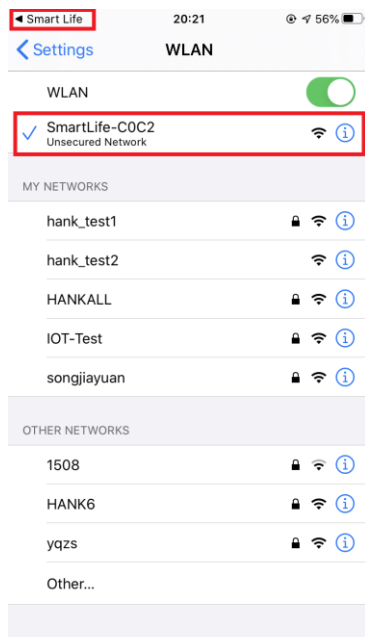 ◀ Smart Life 20:21 56%
Settings WLAN
WLAN
SmartLife-C0C2
Unsecured Network
MY NETWORKS
hank_test1
hank_test2
HANKALL
IOT-Test
songjiayuan
OTHER NETWORKS
1508
HANK6
yqzs
Other...